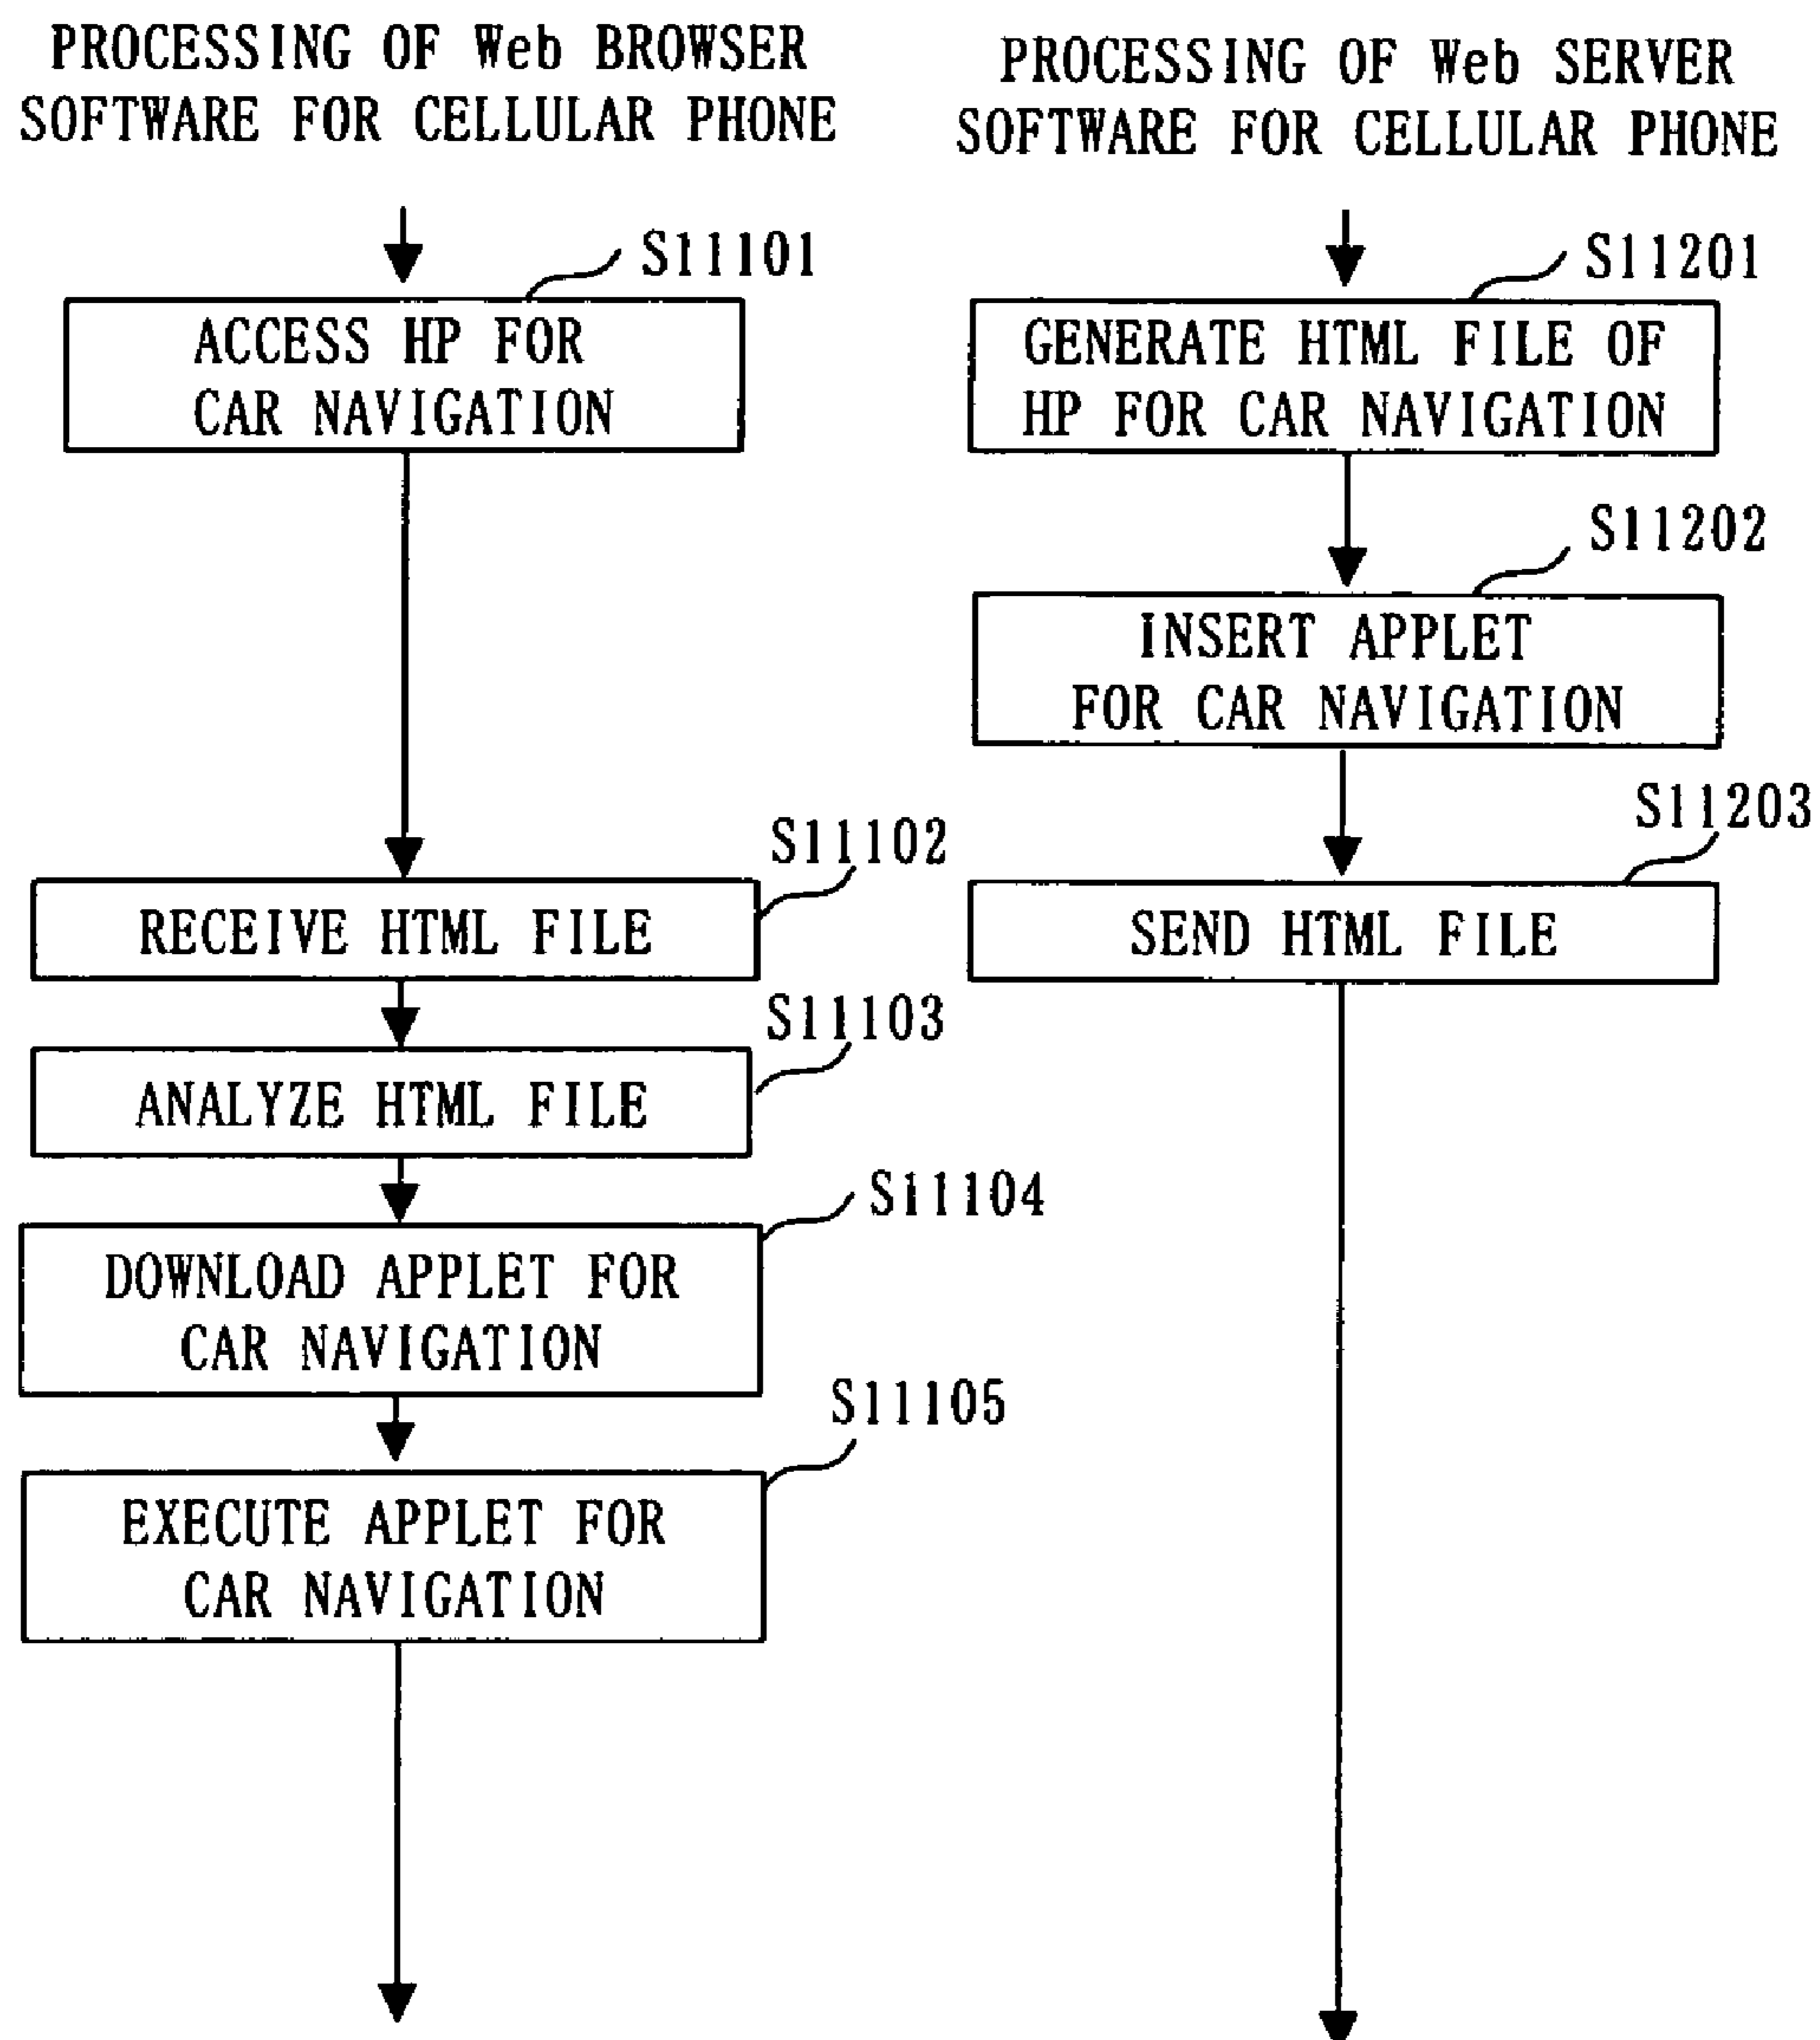 PROCESSING OF Web BROWSER
SOFTWARE FOR CELLULAR PHONE
S11101
ACCESS HP FOR
CAR NAVIGATION
S11102
RECEIVE HTML FILE
S11103
ANALYZE HTML FILE
S11104
DOWNLOAD APPLET FOR
CAR NAVIGATION
S11105
EXECUTE APPLET FOR
CAR NAVIGATION
PROCESSING OF Web SERVER
SOFTWARE FOR CELLULAR PHONE
S11201
GENERATE HTML FILE OF
HP FOR CAR NAVIGATION
S11202
INSERT APPLET
FOR CAR NAVIGATION
S11203
SEND HTML FILE